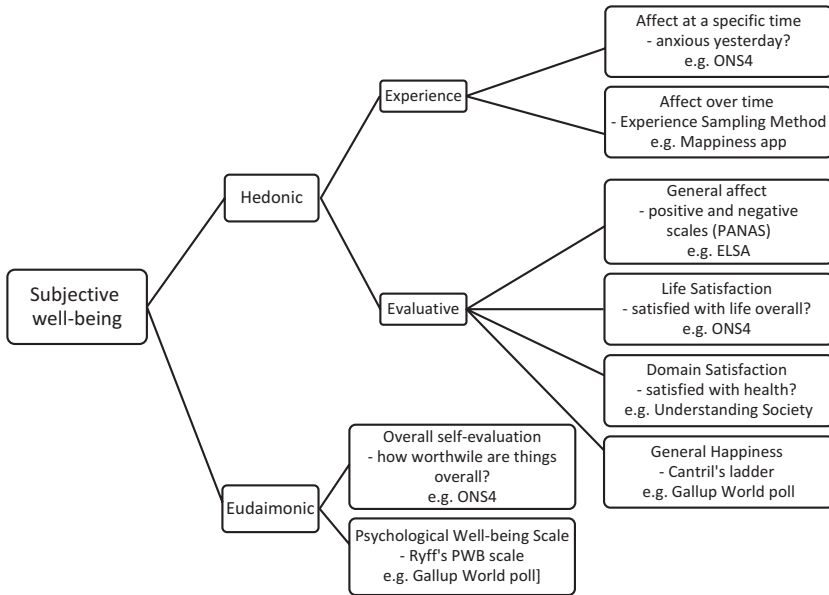 Subjective
well-being
Hedonic
Experience
Affect at a specific time
- anxious yesterday?
e.g. ONS4
Affect over time
- Experience Sampling Method
e.g. Mappiness app
Evaluative
General affect
- positive and negative
scales (PANAS)
e.g. ELSA
Life Satisfaction
- satisfied with life overall?
e.g. ONS4
Domain Satisfaction
- satisfied with health?
e.g. Understanding Society
General Happiness
- Cantril's ladder
e.g. Gallup World poll
Eudaimonic
Overall self-evaluation
- how worthwile are things
overall?
e.g. ONS4
Psychological Well-being Scale
- Ryff's PWB scale
e.g. Gallup World poll]